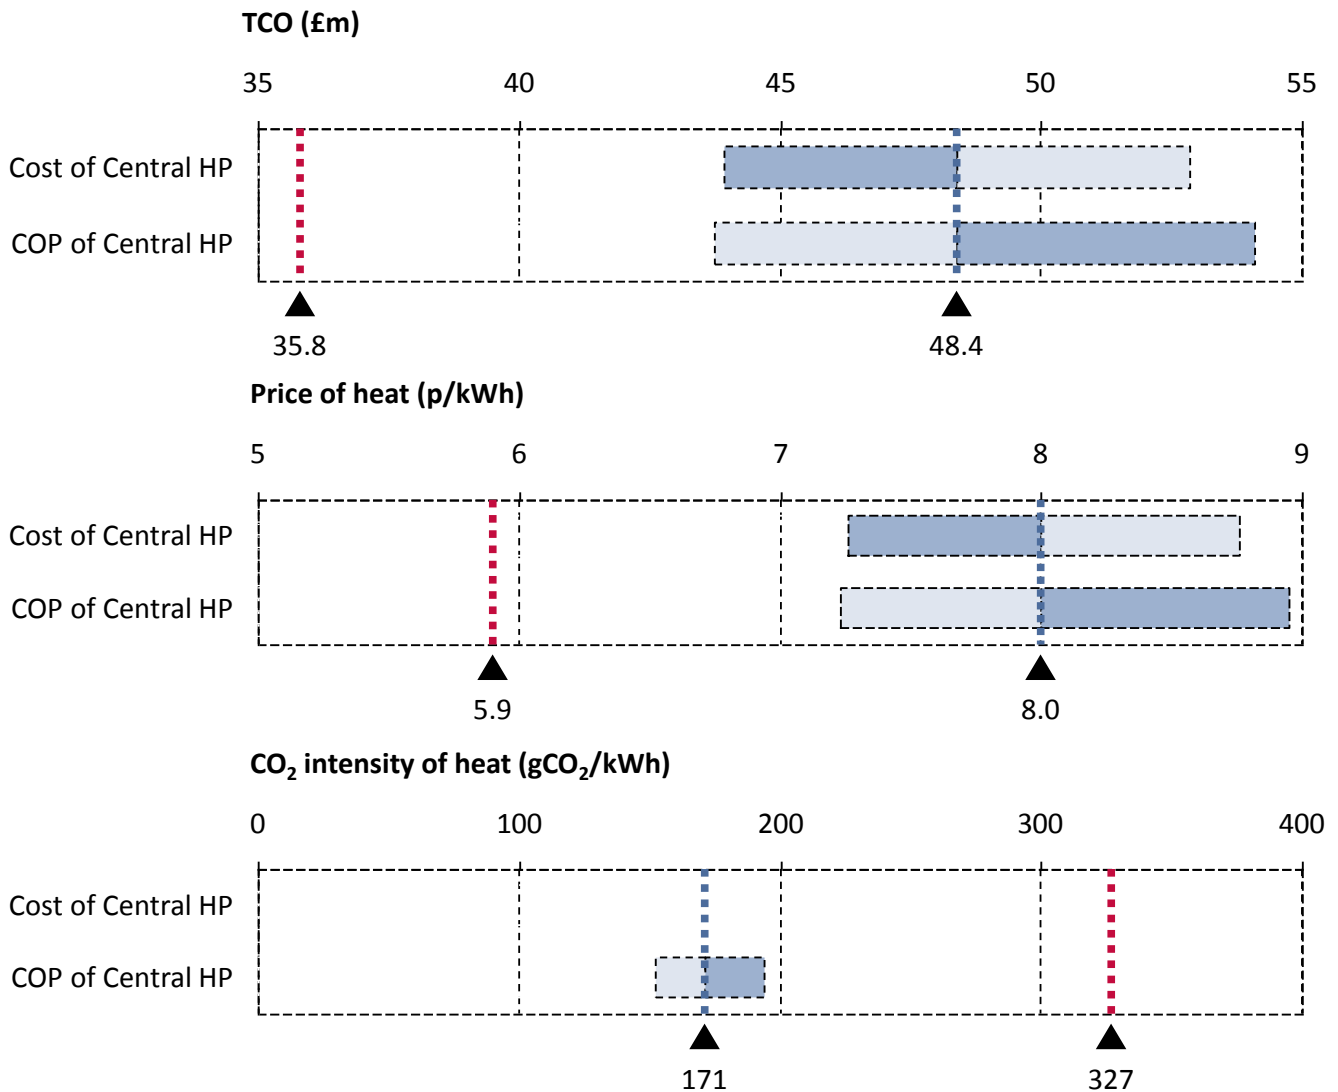 TCO (£m)
35 40 45 50 55
Cost of Central HP
COP of Central HP
35.8 48.4
Price of heat (p/kWh)
5 6 7 8 9
Cost of Central HP
COP of Central HP
5.9 8.0
CO₂ intensity of heat (gCO₂/kWh)
0 100 200 300 400
Cost of Central HP
COP of Central HP
171 327